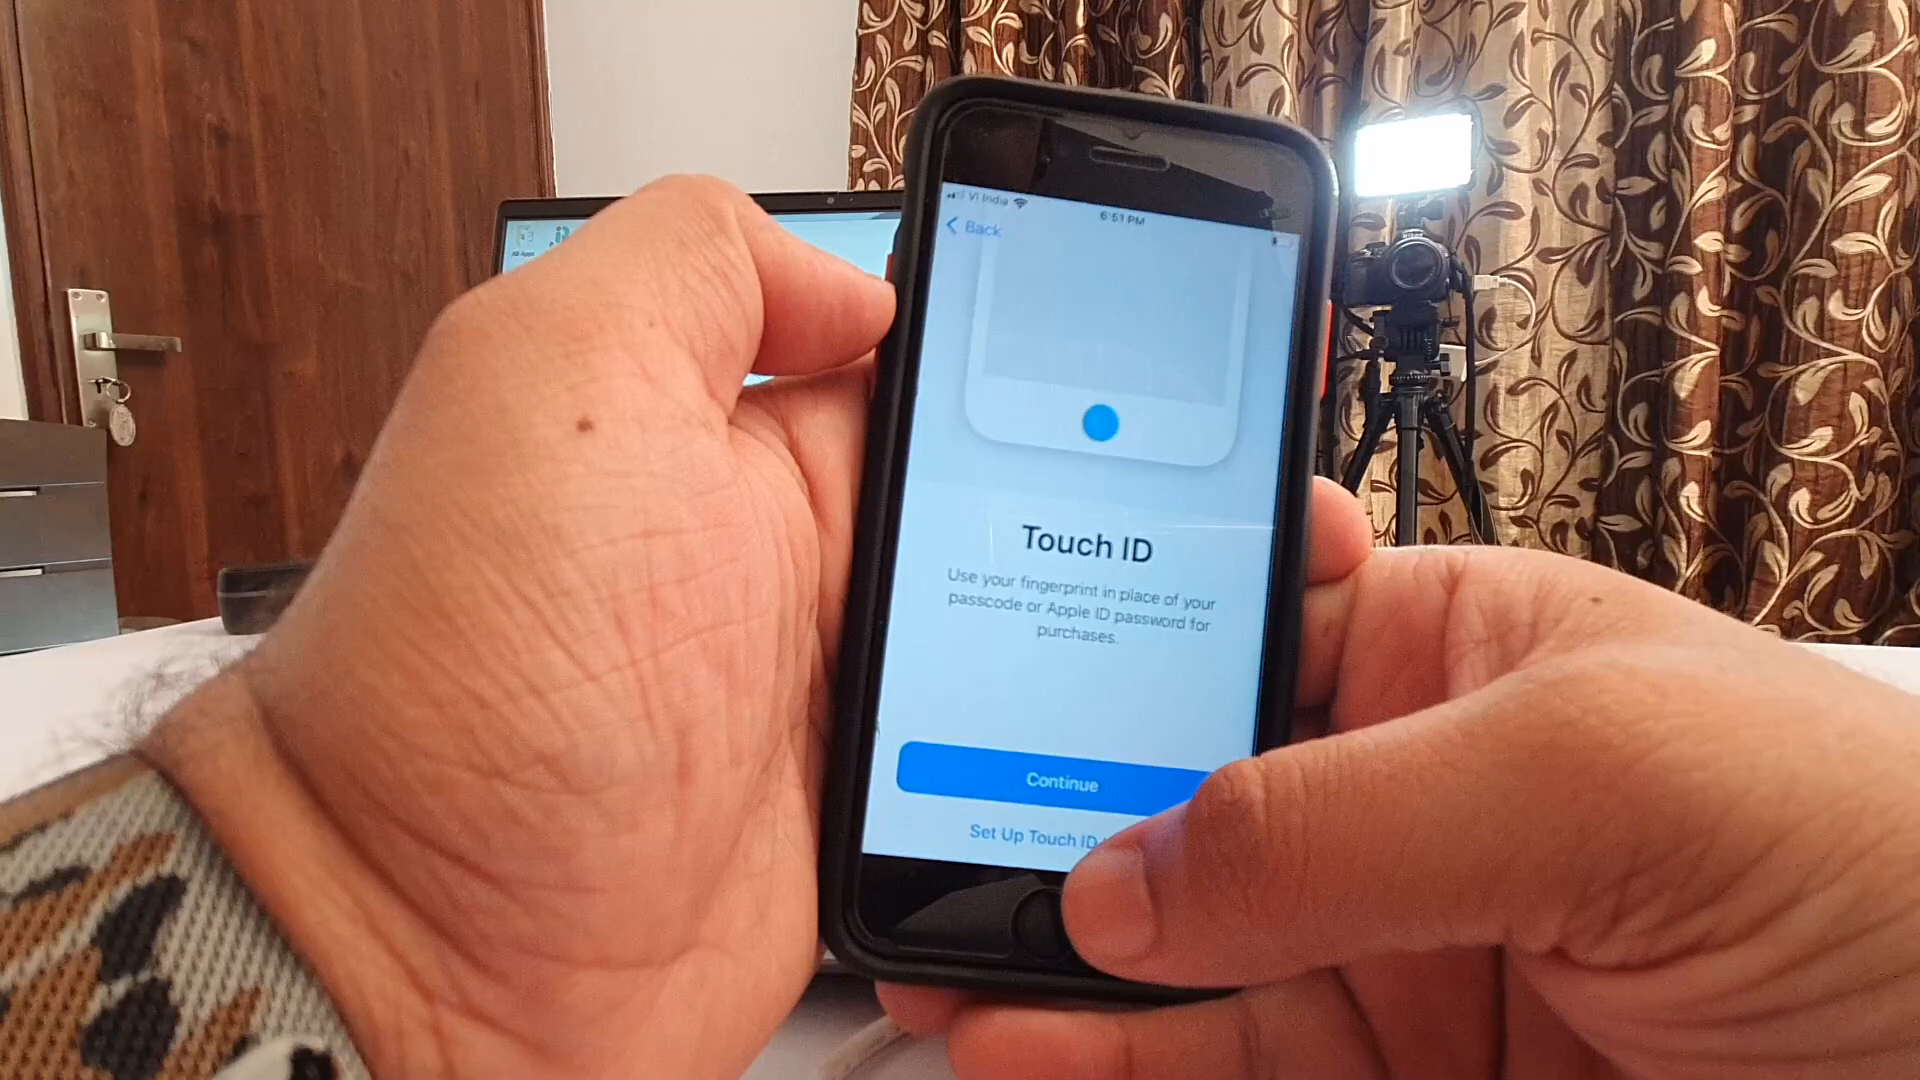 Vi India
6:51 PM
Back
Touch ID
Use your fingerprint in place of your
passcode or Apple ID password for
purchases.
Continue
Set Up Touch ID